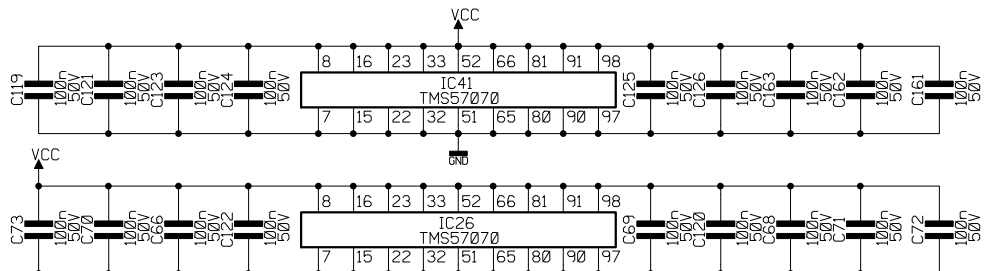 VCC
8 16 23 33 52 66 81 91 98
C119 100n 50V C121 100n 50V C123 100n 50V C124 100n 50V IC41 C125 100n 50V C126 100n 50V C163 100n 50V C162 100n 50V C161 100n 50V
TMS57070
7 15 22 32 51 65 80 90 97
GND
VCC
8 16 23 33 52 66 81 91 98
C73 100n 50V C70 100n 50V C66 100n 50V C122 100n 50V IC26 C69 100n 50V C120 100n 50V C68 100n 50V C71 100n 50V C72 100n 50V
TMS57070
7 15 22 32 51 65 80 90 97